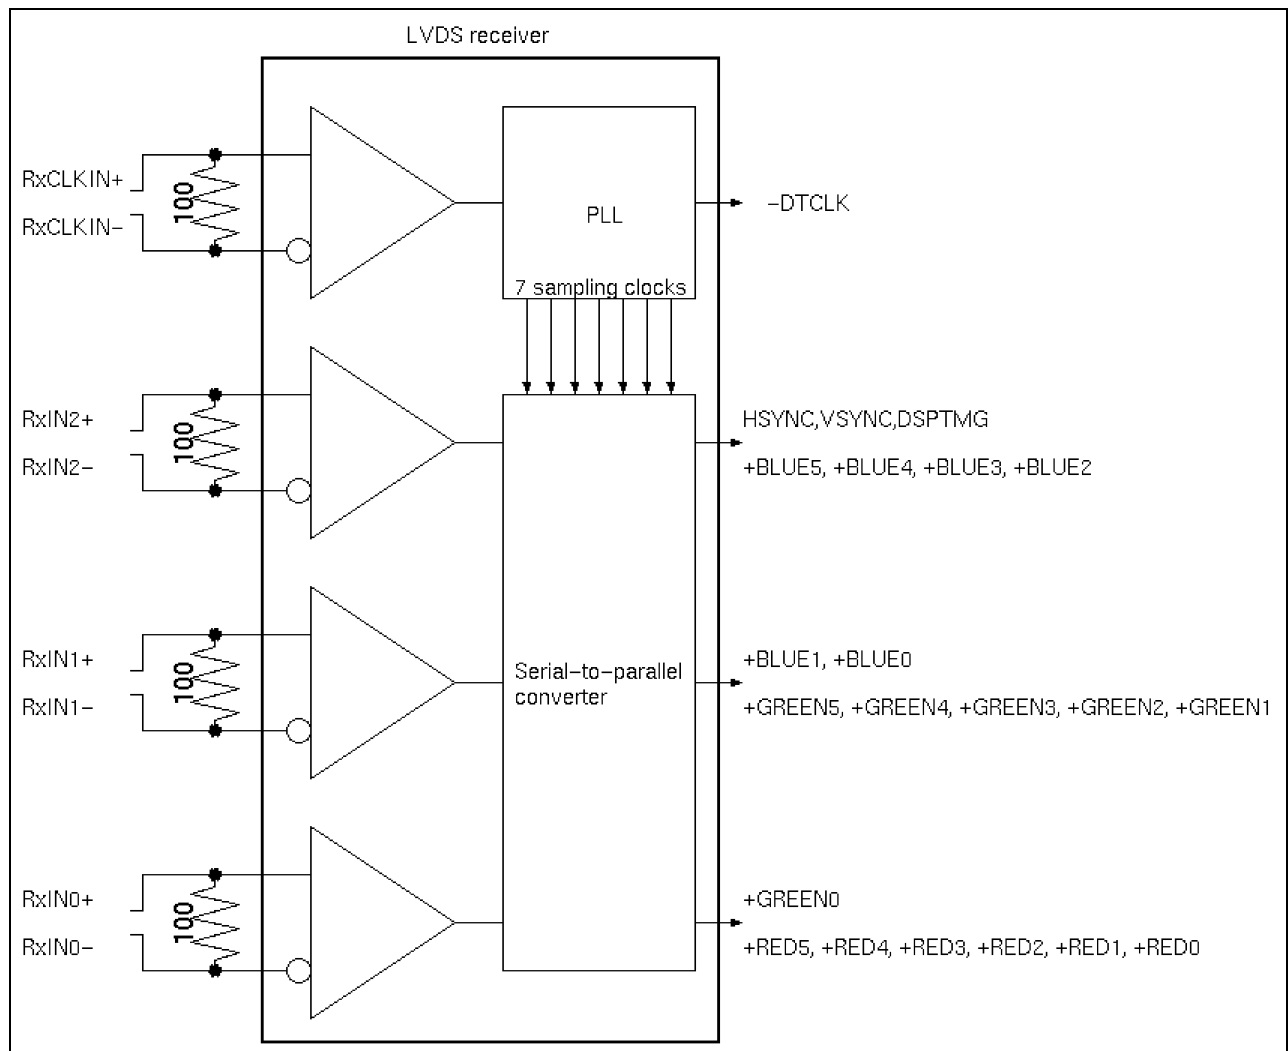 LVDS receiver
RxCLKIN+
RxCLKIN-
100
PLL
-DTCLK
7 sampling clocks
RxIN2+
RxIN2-
100
HSYNC,VSYNC,DSPTMG
+BLUE5, +BLUE4, +BLUE3, +BLUE2
RxIN1+
RxIN1-
100
Serial-to-parallel
converter
+BLUE1, +BLUE0
+GREEN5, +GREEN4, +GREEN3, +GREEN2, +GREEN1
RxIN0+
RxIN0-
100
+GREEN0
+RED5, +RED4, +RED3, +RED2, +RED1, +RED0